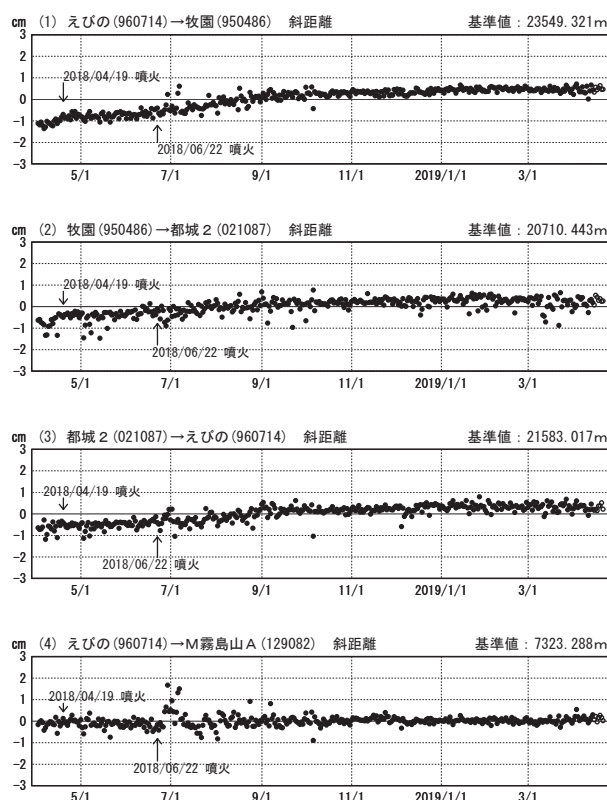 cm (1) えびの(960714)→牧園(950486) 斜距離 基準値：23549.321m
3
2
2018/04/19 噴火
1
0
-1
-2
2018/06/22 噴火
-3
5/1 7/1 9/1 11/1 2019/1/1 3/1
cm (2) 牧園(950486)→都城２(021087) 斜距離 基準値：20710.443m
3
2
2018/04/19 噴火
1
0
-1
-2
2018/06/22 噴火
-3
5/1 7/1 9/1 11/1 2019/1/1 3/1
cm (3) 都城２(021087)→えびの(960714) 斜距離 基準値：21583.017m
3
2
2018/04/19 噴火
1
0
-1
-2
2018/06/22 噴火
-3
5/1 7/1 9/1 11/1 2019/1/1 3/1
cm (4) えびの(960714)→Ｍ霧島山Ａ(129082) 斜距離 基準値：7323.288m
3
2
2018/04/19 噴火
1
0
-1
-2
2018/06/22 噴火
-3
5/1 7/1 9/1 11/1 2019/1/1 3/1